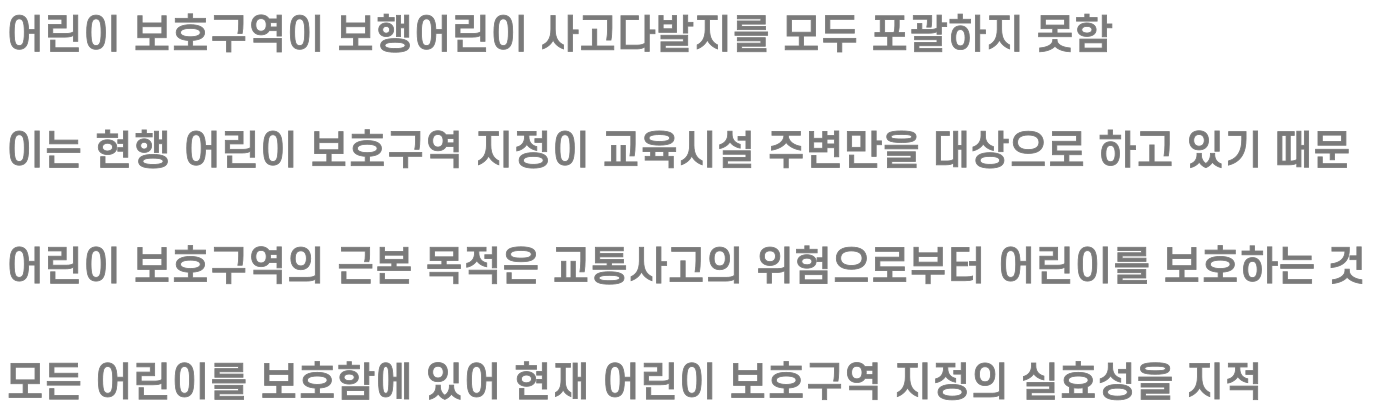 어린이 보호구역이 보행어린이 사고다발지를 모두 포괄하지 못함
이는 현행 어린이 보호구역 지정이 교육시설 주변만을 대상으로 하고 있기 때문
어린이 보호구역의 근본 목적은 교통사고의 위험으로부터 어린이를 보호하는 것
모든 어린이를 보호함에 있어 현재 어린이 보호구역 지정의 실효성을 지적